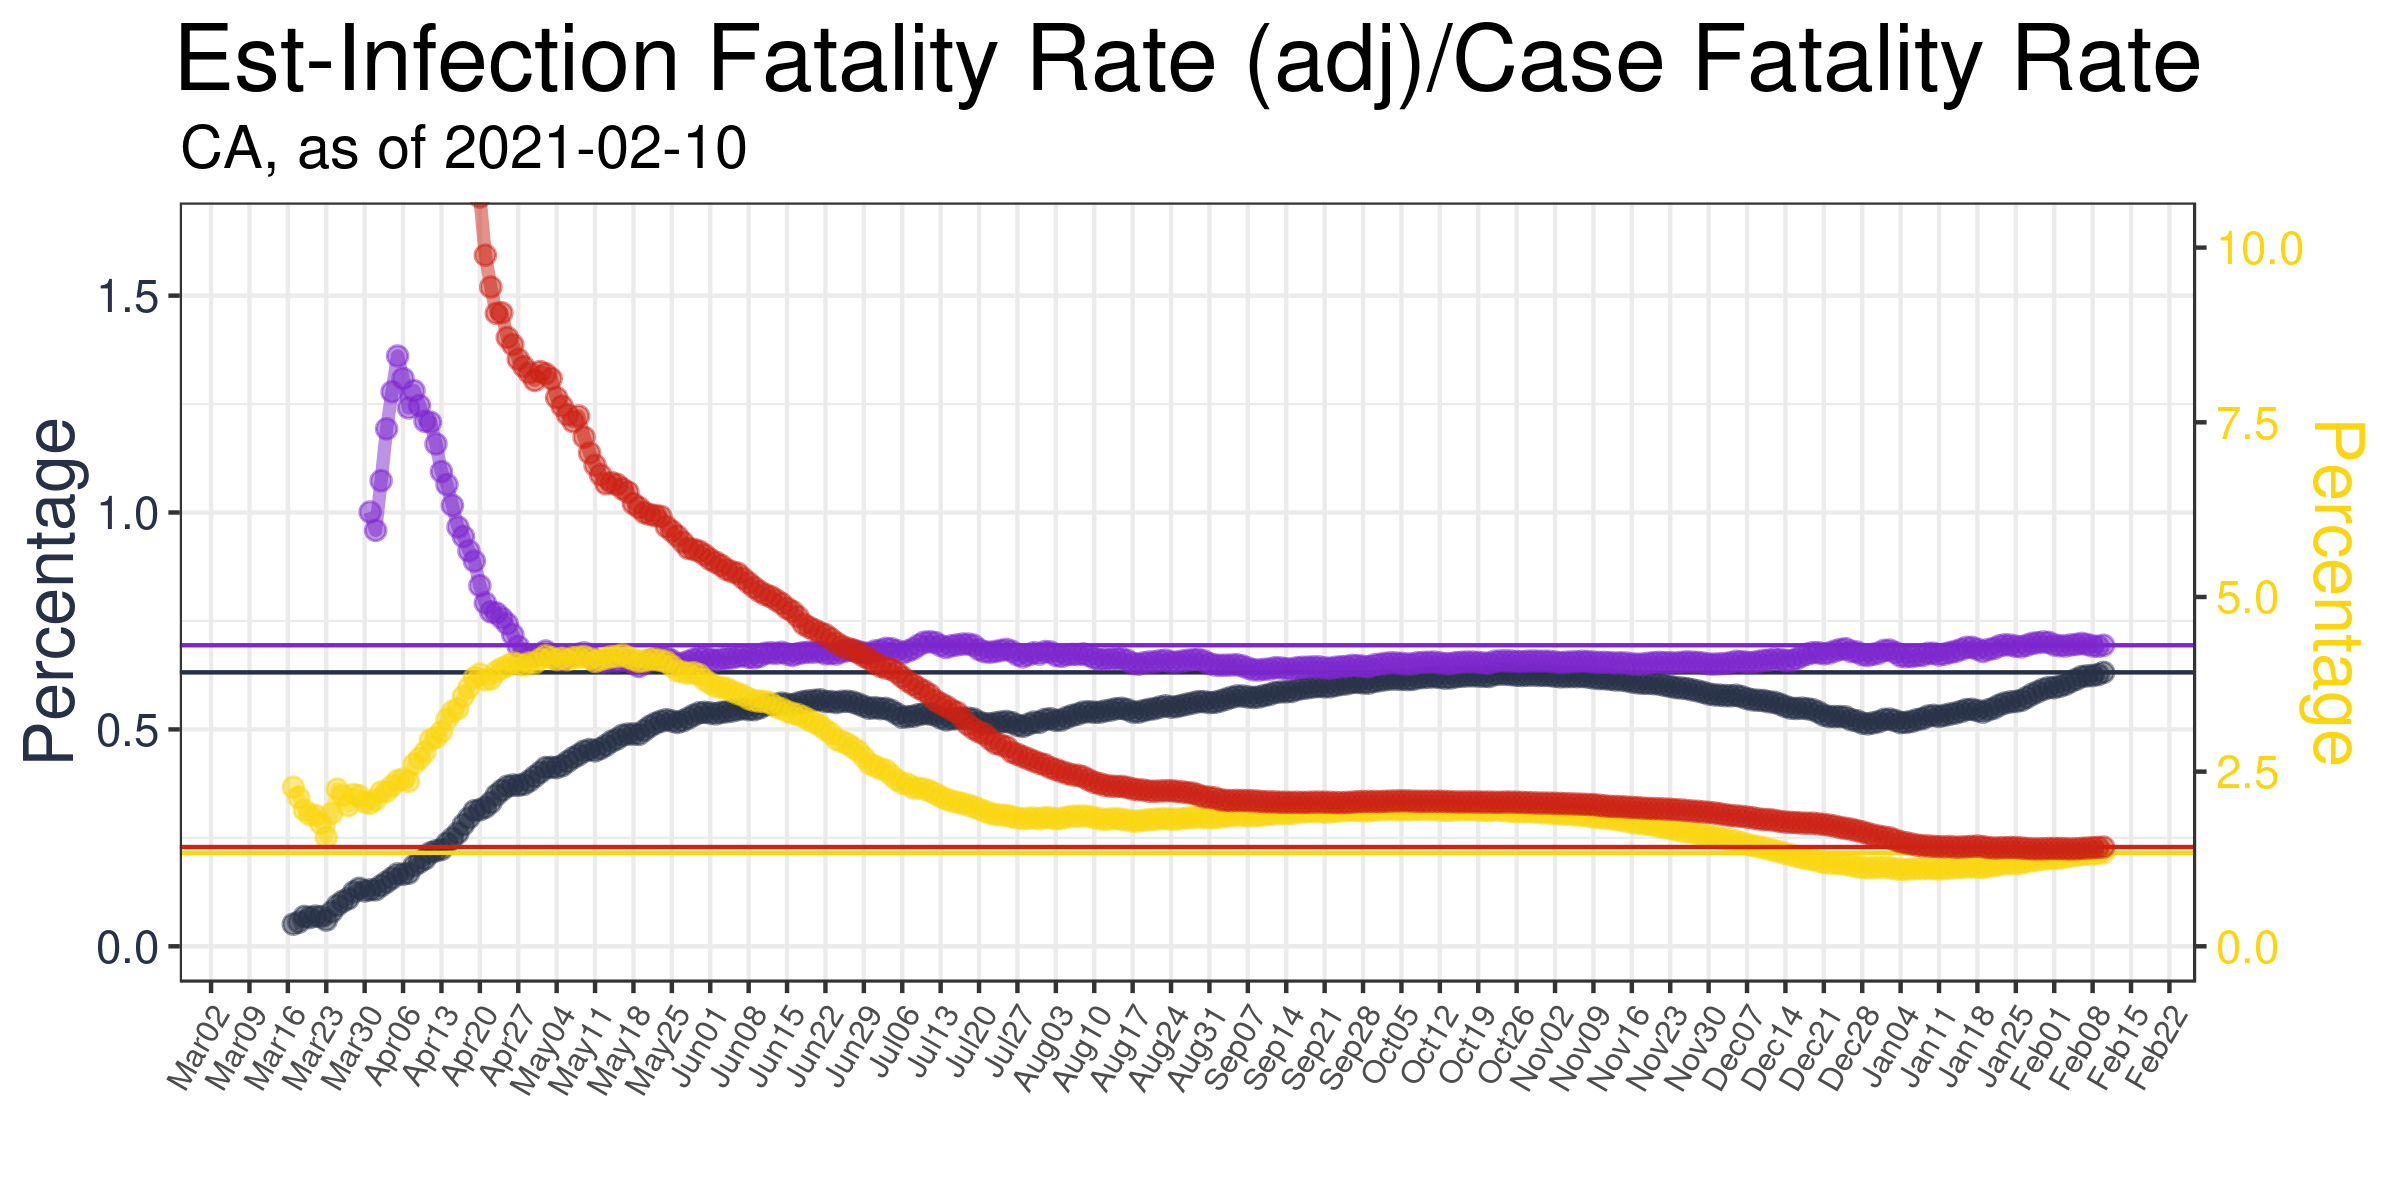 Est-Infection Fatality Rate (adj)/Case Fatality Rate
CA, as of 2021-02-10
Percentage
1.5
1.0
0.5
0.0
10.0
7.5
5.0
2.5
0.0
Percentage
Mar02
Mar09
Mar16
Mar23
Mar30
Apr06
Apr13
Apr20
Apr27
May04
May11
May18
May25
Jun01
Jun08
Jun15
Jun22
Jun29
Jul06
Jul13
Jul20
Jul27
Aug03
Aug10
Aug17
Aug24
Aug31
Sep07
Sep14
Sep21
Sep28
Oct05
Oct12
Oct19
Oct26
Nov02
Nov09
Nov16
Nov23
Nov30
Dec07
Dec14
Dec21
Dec28
Jan04
Jan11
Jan18
Jan25
Feb01
Feb08
Feb15
Feb22